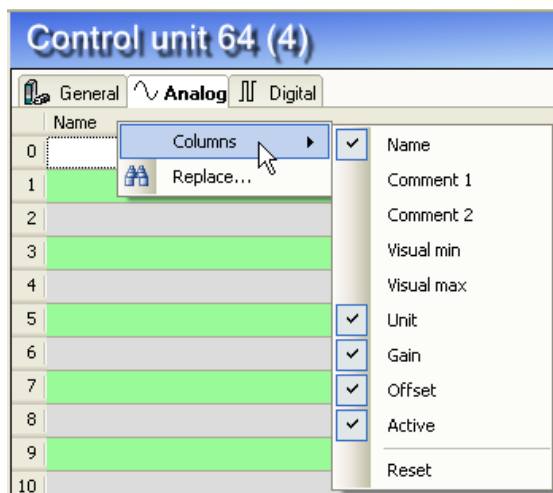 Control unit 64 (4)
General Analog Digital
Name
0
1
2
3
4
5
6
7
8
9
10
Columns
Replace...
Name
Comment 1
Comment 2
Visual min
Visual max
Unit
Gain
Offset
Active
Reset